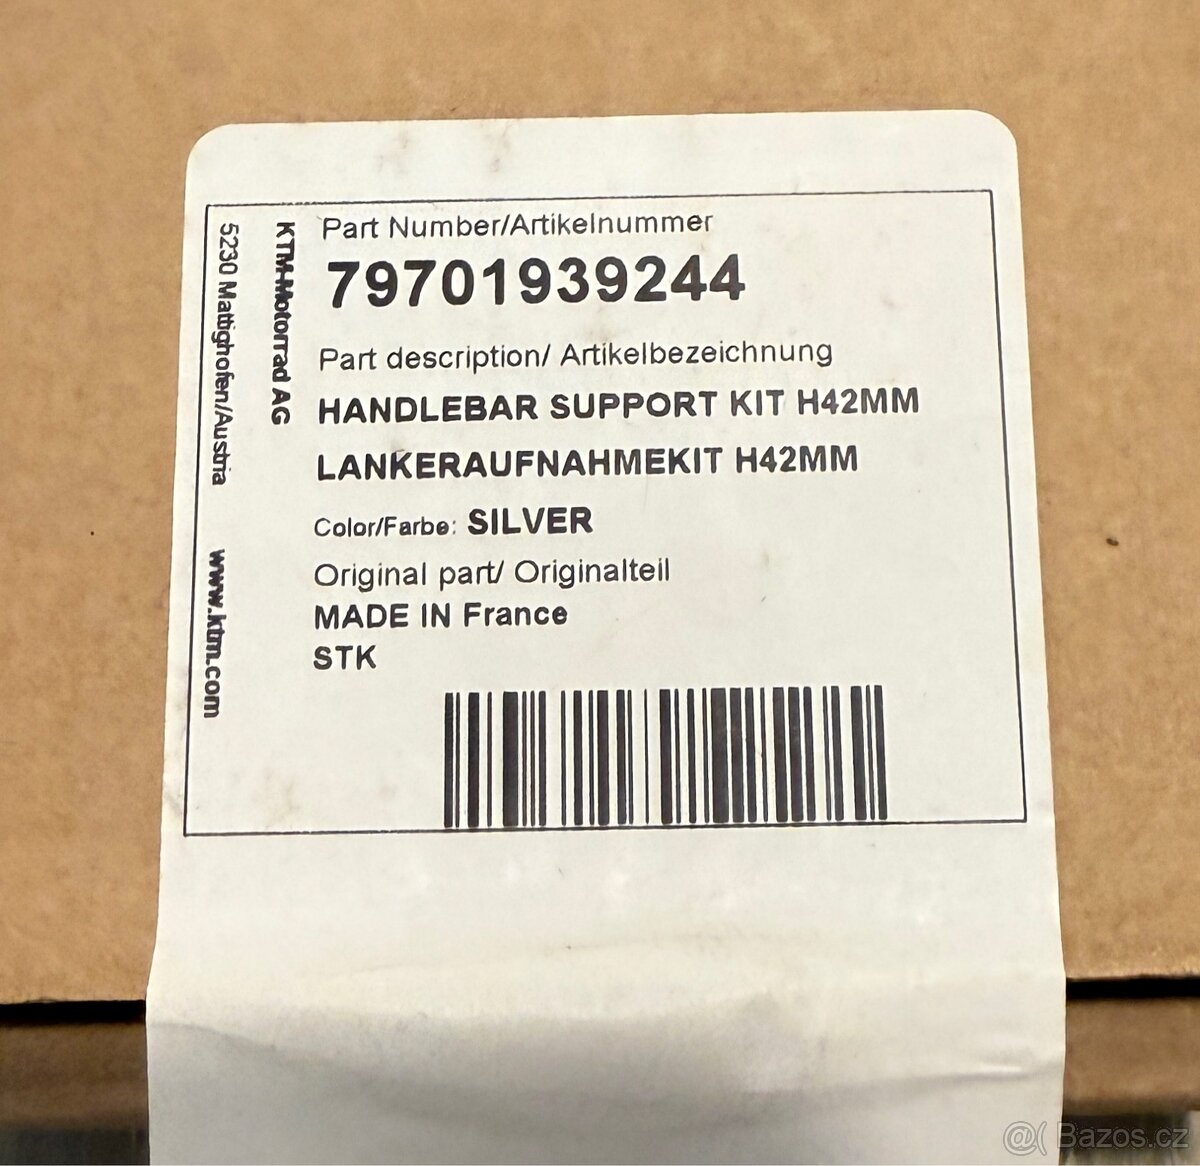 Part Number/Artikelnummer
79701939244
Part description/ Artikelbezeichnung
HANDLEBAR SUPPORT KIT H42MM
LANKERAUFNAHMEKIT H42MM
Color/Farbe: SILVER
Original part/ Originalteil
MADE IN France
STK
KTM-Motorrad AG
5230 Mattighofen/Austria www.ktm.com
@( Bazos.cz